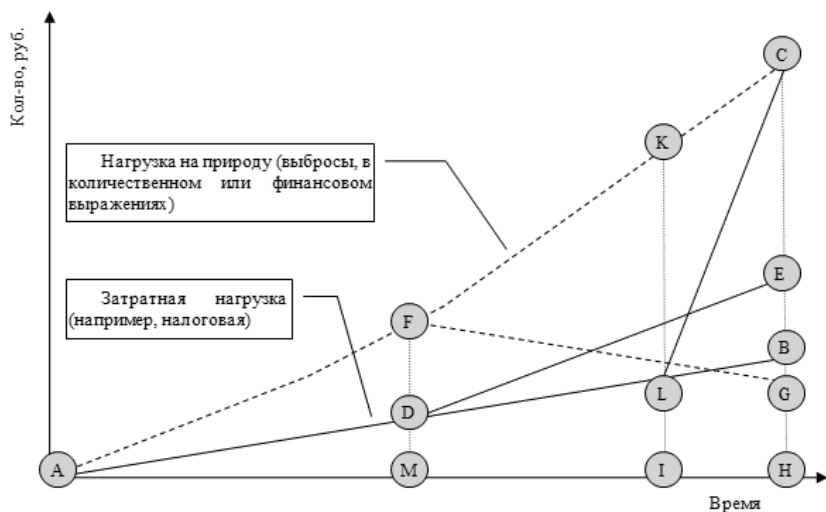 Кол-во, руб.
C
K
Нагрузка на природу (выбросы, в
количественном или финансовом
выражениях)
E
Затратная нагрузка
(например, налоговая)
F
B
D
L
G
A
M
I
H
Время